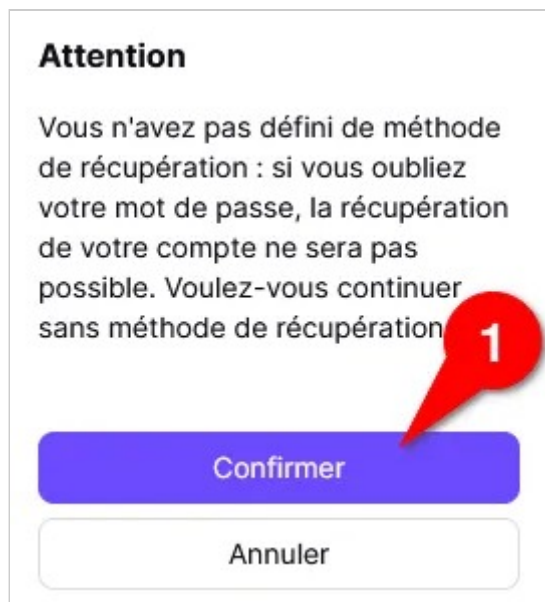 Attention
Vous n'avez pas défini de méthode
de récupération : si vous oubliez
votre mot de passe, la récupération
de votre compte ne sera pas
possible. Voulez-vous continuer
sans méthode de récupération
1
Confirmer
Annuler